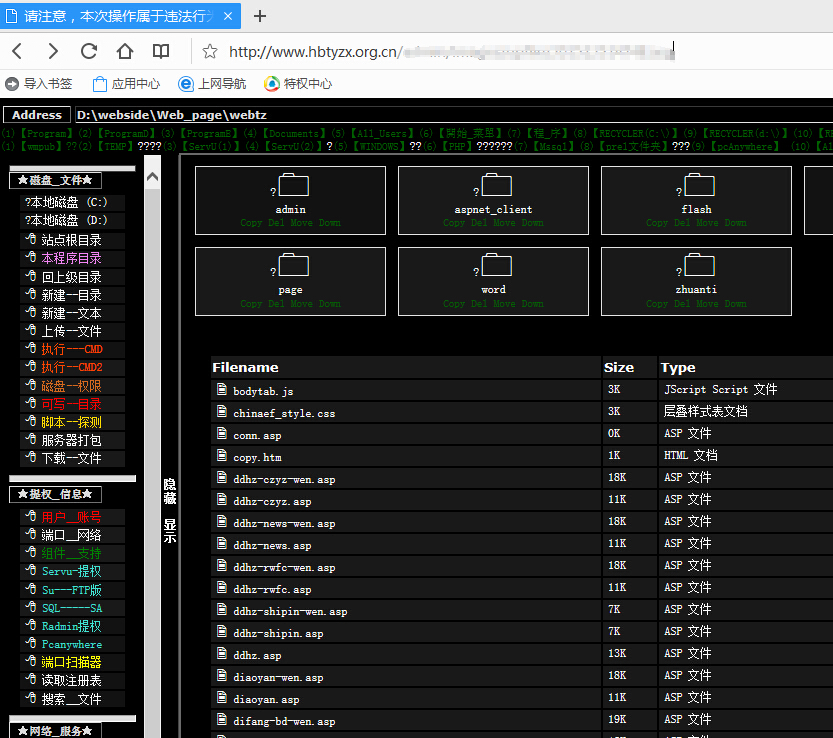 请注意，本次操作属于违法行为
http://www.hbtyzx.org.cn/
导入书签 应用中心 上网导航 特权中心
Address D:\webside\Web_page\webtz
(1)【Program】(2)【ProgramD】(3)【ProgramE】(4)【Documents】(5)【All_Users】(6)【開始_菜單】(7)【程_序】(8)【RECYCLER(C:\)】(9)【RECYCLER(d:\)】(10)
(1)【wmpub】??(2)【TEMP】????(3)【ServU(1)】(4)【ServU(2)】?(5)【WINDOWS】??(6)【PHP】??????(7)【Mssql】(8)【prel文件夹】???(9)【pcAnywhere】 (10)
★磁盘_文件★
?本地磁盘 (C:)
?本地磁盘 (D:)
站点根目录
本程序目录
回上级目录
新建--目录
新建--文本
上传--文件
执行---CMD
执行--CMD2
磁盘--权限
可写--目录
脚本--探测
服务器打包
下载--文件
★提权_信息★
用户__账号
端口__网络
组件__支持
Servu-提权
Su---FTP版
SQL-----SA
Radmin提权
Pcanywhere
端口扫描器
读取注册表
搜索__文件
★网络_服务★
隐藏 显示
? ? ?
admin aspnet_client flash
Copy Del Move Down Copy Del Move Down Copy Del Move Down
? ? ?
page word zhuanti
Copy Del Move Down Copy Del Move Down Copy Del Move Down
Filename Size Type
bodytab.js 3K JScript Script 文件
chinaef_style.css 3K 层叠样式表文档
conn.asp 0K ASP 文件
copy.htm 1K HTML 文档
ddhz-czyz-wen.asp 18K ASP 文件
ddhz-czyz.asp 11K ASP 文件
ddhz-news-wen.asp 18K ASP 文件
ddhz-news.asp 11K ASP 文件
ddhz-rwfc-wen.asp 18K ASP 文件
ddhz-rwfc.asp 11K ASP 文件
ddhz-shipin-wen.asp 7K ASP 文件
ddhz-shipin.asp 7K ASP 文件
ddhz.asp 13K ASP 文件
diaoyan-wen.asp 18K ASP 文件
diaoyan.asp 11K ASP 文件
difang-bd-wen.asp 19K ASP 文件